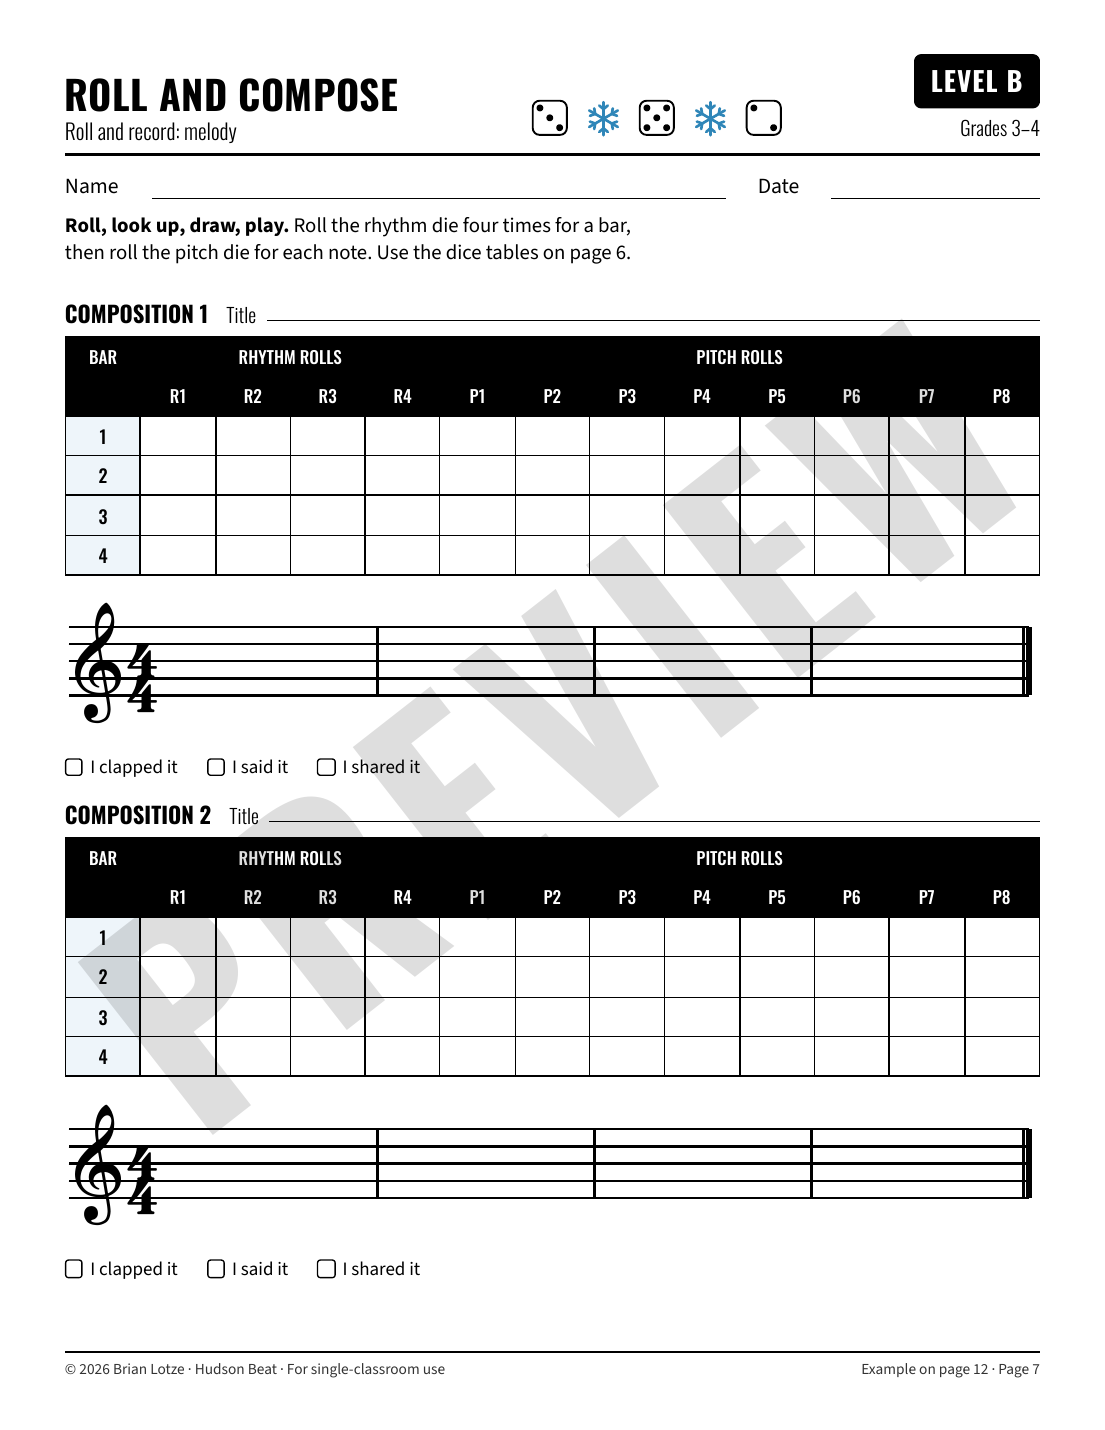 ROLL AND COMPOSE
Roll and record: melody
LEVEL B
Grades 3–4
Name Date
Roll, look up, draw, play. Roll the rhythm die four times for a bar,
then roll the pitch die for each note. Use the dice tables on page 6.
COMPOSITION 1 Title
BAR RHYTHM ROLLS PITCH ROLLS
R1 R2 R3 R4 P1 P2 P3 P4 P5 P6 P7 P8
1
2
3
4
4
4
I clapped it I said it I shared it
COMPOSITION 2 Title
BAR RHYTHM ROLLS PITCH ROLLS
R1 R2 R3 R4 P1 P2 P3 P4 P5 P6 P7 P8
1
2
3
4
4
4
I clapped it I said it I shared it
PREVIEW
© 2026 Brian Lotze · Hudson Beat · For single-classroom use
Example on page 12 · Page 7